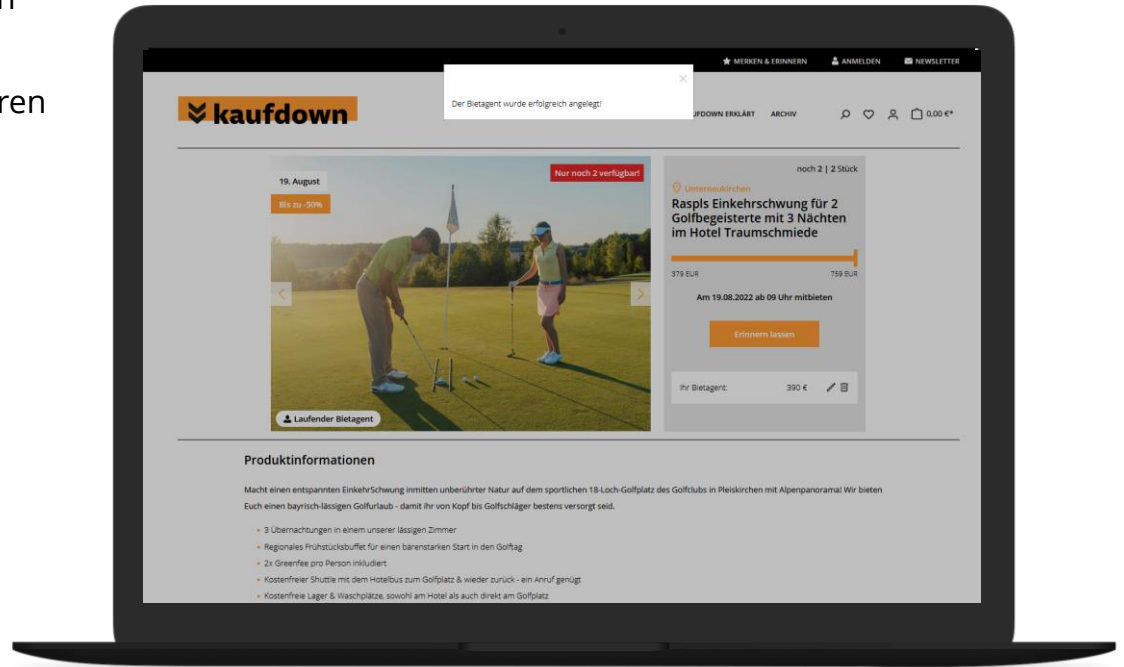 ren
MERKEN & ERINNERN ANMELDEN NEWSLETTER
Der Bietagent wurde erfolgreich angelegt!
kaufdown
UFDOWN ERKLÄRT ARCHIV 0,00 €*
19. August
Bis zu -50%
Nur noch 2 verfügbar!
Laufender Bietagent
noch 2 | 2 Stück
Unterneukirchen
Raspls Einkehrschwung für 2
Golfbegeisterte mit 3 Nächten
im Hotel Traumschmiede
379 EUR 759 EUR
Am 19.08.2022 ab 09 Uhr mitbieten
Erinnern lassen
Ihr Bietagent: 390 €
Produktinformationen
Macht einen entspannten EinkehrSchwung inmitten unberührter Natur auf dem sportlichen 18-Loch-Golfplatz des Golfclubs in Pleiskirchen mit Alpenpanorama! Wir bieten
Euch einen bayrisch-lässigen Golfurlaub - damit ihr von Kopf bis Golfschläger bestens versorgt seid.
3 Übernachtungen in einem unserer lässigen Zimmer
Regionales Frühstücksbuffet für einen bärenstarken Start in den Golftag
2x Greenfee pro Person inkludiert
Kostenfreier Shuttle mit dem Hotelbus zum Golfplatz & wieder zurück - ein Anruf genügt
Kostenfreie Lager & Waschplätze, sowohl am Hotel als auch direkt am Golfplatz